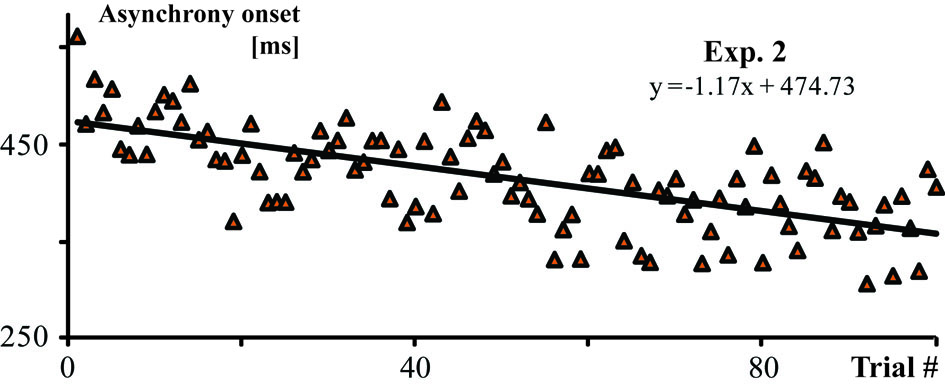 Asynchrony onset
[ms]
Exp. 2
y=-1.17x + 474.73
450
250
0
40
80
Trial #